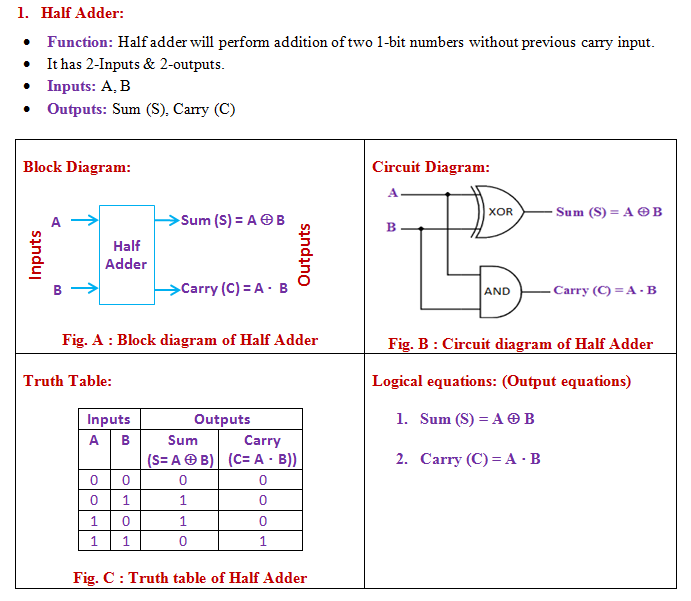 1. Half Adder:
• Function: Half adder will perform addition of two 1-bit numbers without previous carry input.
• It has 2-Inputs & 2-outputs.
• Inputs: A, B
• Outputs: Sum (S), Carry (C)
Block Diagram:
Inputs
A
B
Half
Adder
Sum (S) = A ⊕ B
Carry (C) = A · B
Outputs
Fig. A : Block diagram of Half Adder
Circuit Diagram:
A
B
XOR
Sum (S) = A ⊕ B
AND
Carry (C) = A · B
Fig. B : Circuit diagram of Half Adder
Truth Table:
Inputs Outputs
A B Sum Carry
(S= A ⊕ B) (C= A · B))
0 0 0 0
0 1 1 0
1 0 1 0
1 1 0 1
Fig. C : Truth table of Half Adder
Logical equations: (Output equations)
1. Sum (S) = A ⊕ B
2. Carry (C) = A · B